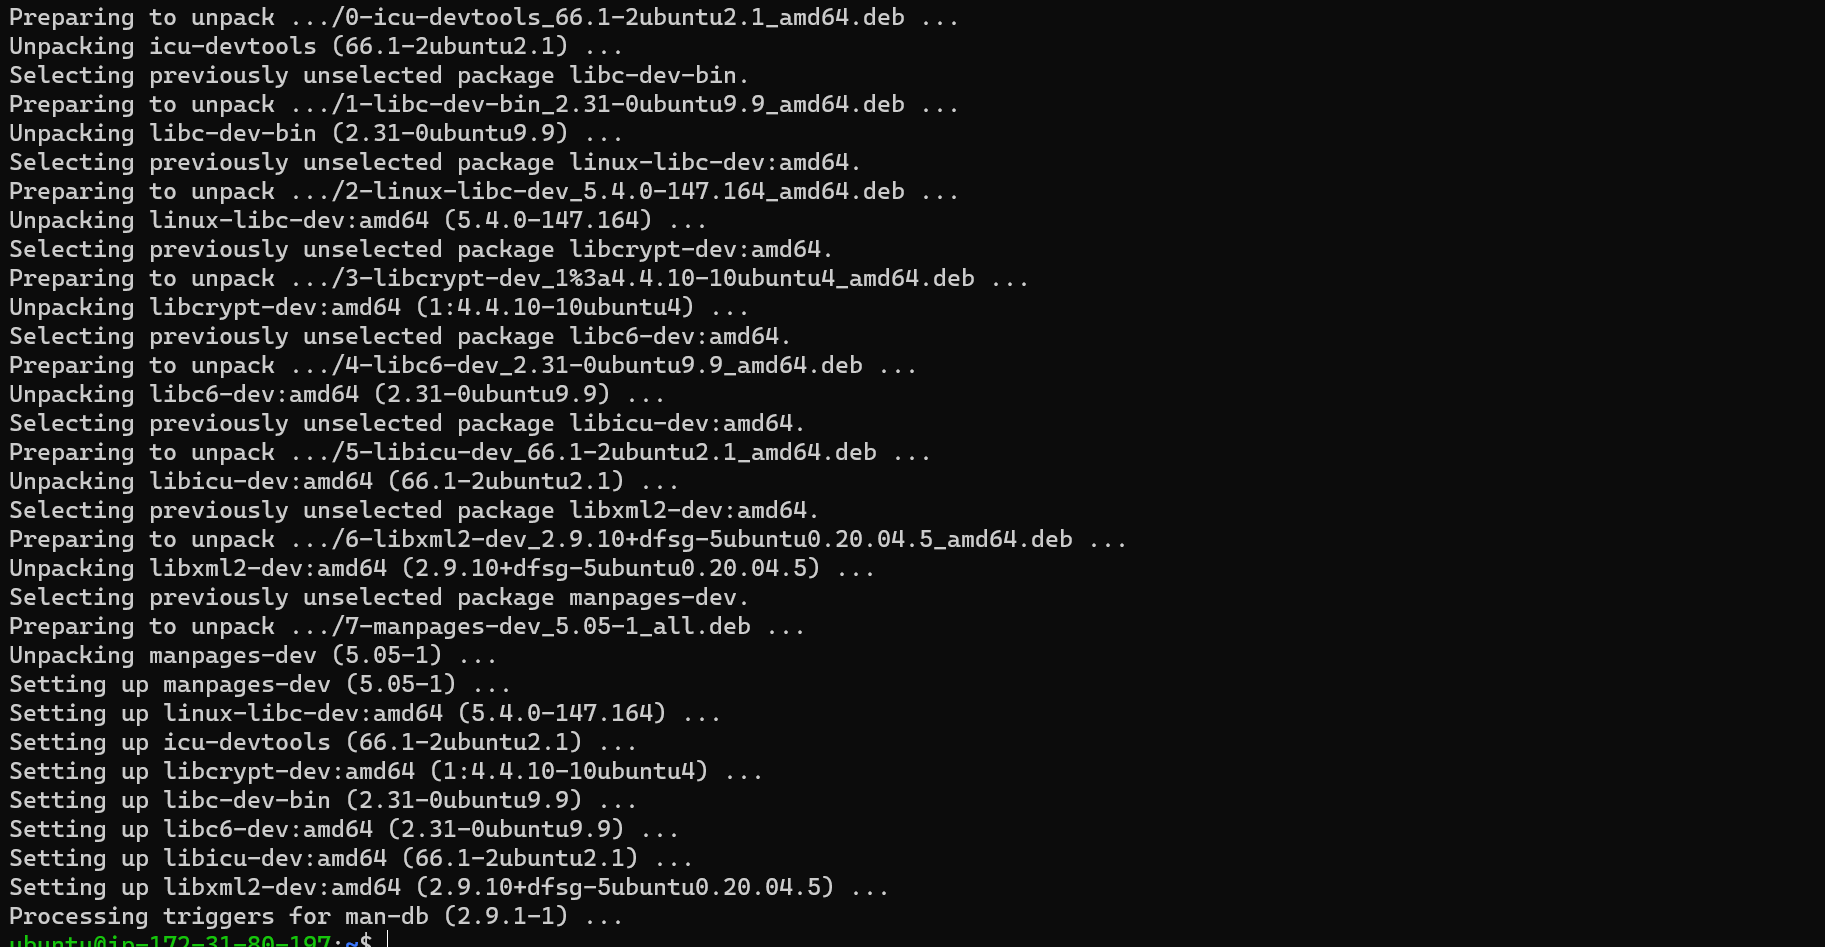 Preparing to unpack .../0-icu-devtools_66.1-2ubuntu2.1_amd64.deb ...
Unpacking icu-devtools (66.1-2ubuntu2.1) ...
Selecting previously unselected package libc-dev-bin.
Preparing to unpack .../1-libc-dev-bin_2.31-0ubuntu9.9_amd64.deb ...
Unpacking libc-dev-bin (2.31-0ubuntu9.9) ...
Selecting previously unselected package linux-libc-dev:amd64.
Preparing to unpack .../2-linux-libc-dev_5.4.0-147.164_amd64.deb ...
Unpacking linux-libc-dev:amd64 (5.4.0-147.164) ...
Selecting previously unselected package libcrypt-dev:amd64.
Preparing to unpack .../3-libcrypt-dev_1%3a4.4.10-10ubuntu4_amd64.deb ...
Unpacking libcrypt-dev:amd64 (1:4.4.10-10ubuntu4) ...
Selecting previously unselected package libc6-dev:amd64.
Preparing to unpack .../4-libc6-dev_2.31-0ubuntu9.9_amd64.deb ...
Unpacking libc6-dev:amd64 (2.31-0ubuntu9.9) ...
Selecting previously unselected package libicu-dev:amd64.
Preparing to unpack .../5-libicu-dev_66.1-2ubuntu2.1_amd64.deb ...
Unpacking libicu-dev:amd64 (66.1-2ubuntu2.1) ...
Selecting previously unselected package libxml2-dev:amd64.
Preparing to unpack .../6-libxml2-dev_2.9.10+dfsg-5ubuntu0.20.04.5_amd64.deb ...
Unpacking libxml2-dev:amd64 (2.9.10+dfsg-5ubuntu0.20.04.5) ...
Selecting previously unselected package manpages-dev.
Preparing to unpack .../7-manpages-dev_5.05-1_all.deb ...
Unpacking manpages-dev (5.05-1) ...
Setting up manpages-dev (5.05-1) ...
Setting up linux-libc-dev:amd64 (5.4.0-147.164) ...
Setting up icu-devtools (66.1-2ubuntu2.1) ...
Setting up libcrypt-dev:amd64 (1:4.4.10-10ubuntu4) ...
Setting up libc-dev-bin (2.31-0ubuntu9.9) ...
Setting up libc6-dev:amd64 (2.31-0ubuntu9.9) ...
Setting up libicu-dev:amd64 (66.1-2ubuntu2.1) ...
Setting up libxml2-dev:amd64 (2.9.10+dfsg-5ubuntu0.20.04.5) ...
Processing triggers for man-db (2.9.1-1) ...
ubuntu@ip-172-31-80-197:~$